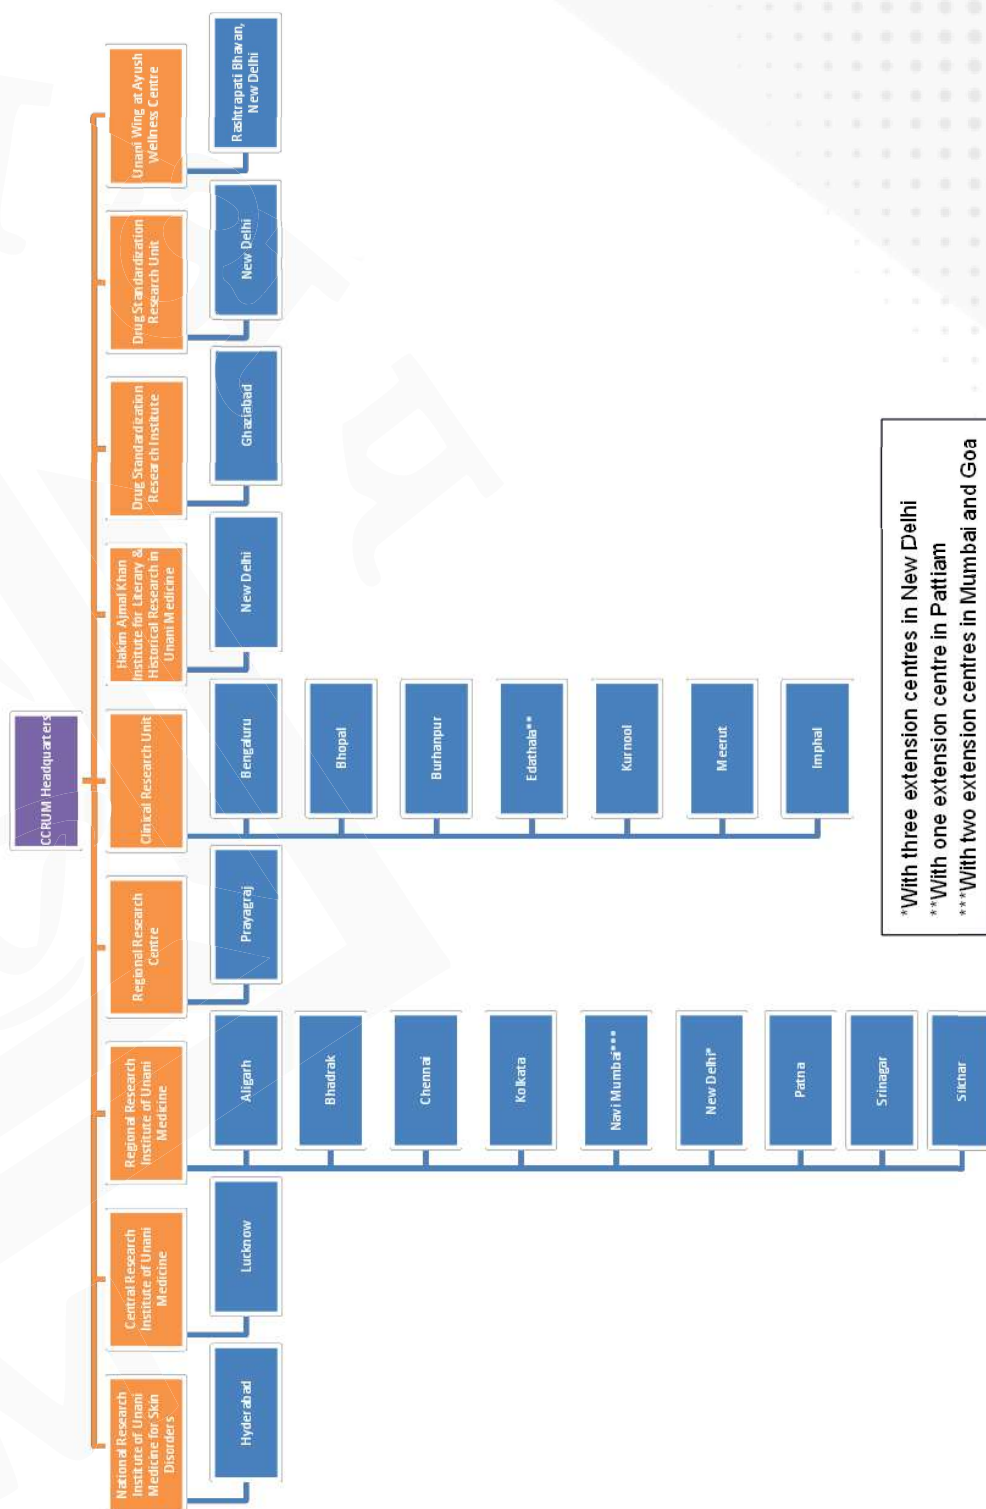 CCRUM Headquarters
National Research
Institute of Unani
Medicine for Skin
Disorders
Hyderabad
Central Research
Institute of Unani
Medicine
Lucknow
Regional Research
Institute of Unani
Medicine
Aligarh
Bhadrak
Chennai
Kolkata
Navi Mumbai***
New Delhi*
Patna
Srinagar
Silchar
Regional Research
Centre
Prayagraj
Clinical Research Unit
Bengaluru
Bhopal
Burhanpur
Edathala**
Kurnool
Meerut
Imphal
Hakim Ajmal Khan
Institute for Literary &
Historical Research in
Unani Medicine
New Delhi
Drug Standardization
Research Institute
Ghaziabad
Drug Standardization
Research Unit
New Delhi
Unani Wing at Ayush
Wellness Centre
Rashtrapati Bhavan,
New Delhi
*With three extension centres in New Delhi
**With one extension centre in Pattiam
***With two extension centres in Mumbai and Goa